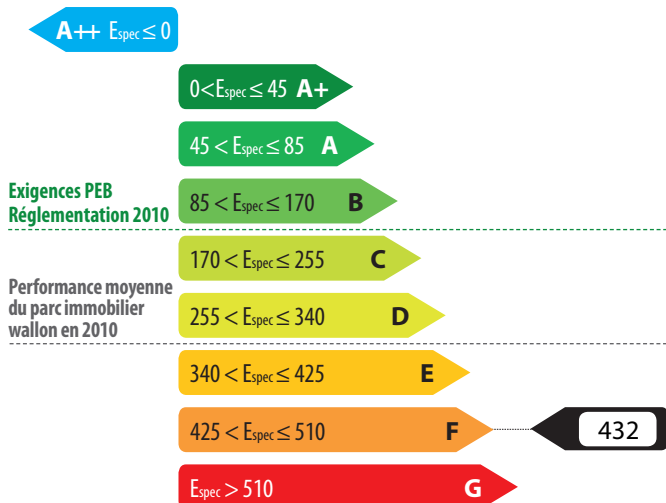 A++ Espec ≤ 0
0<Espec ≤ 45 A+
45 < Espec ≤ 85 A
Exigences PEB
Réglementation 2010
85 < Espec ≤ 170 B
170 < Espec ≤ 255 C
Performance moyenne
du parc immobilier
wallon en 2010
255 < Espec ≤ 340 D
340 < Espec ≤ 425 E
425 < Espec ≤ 510 F
432
Espec > 510 G